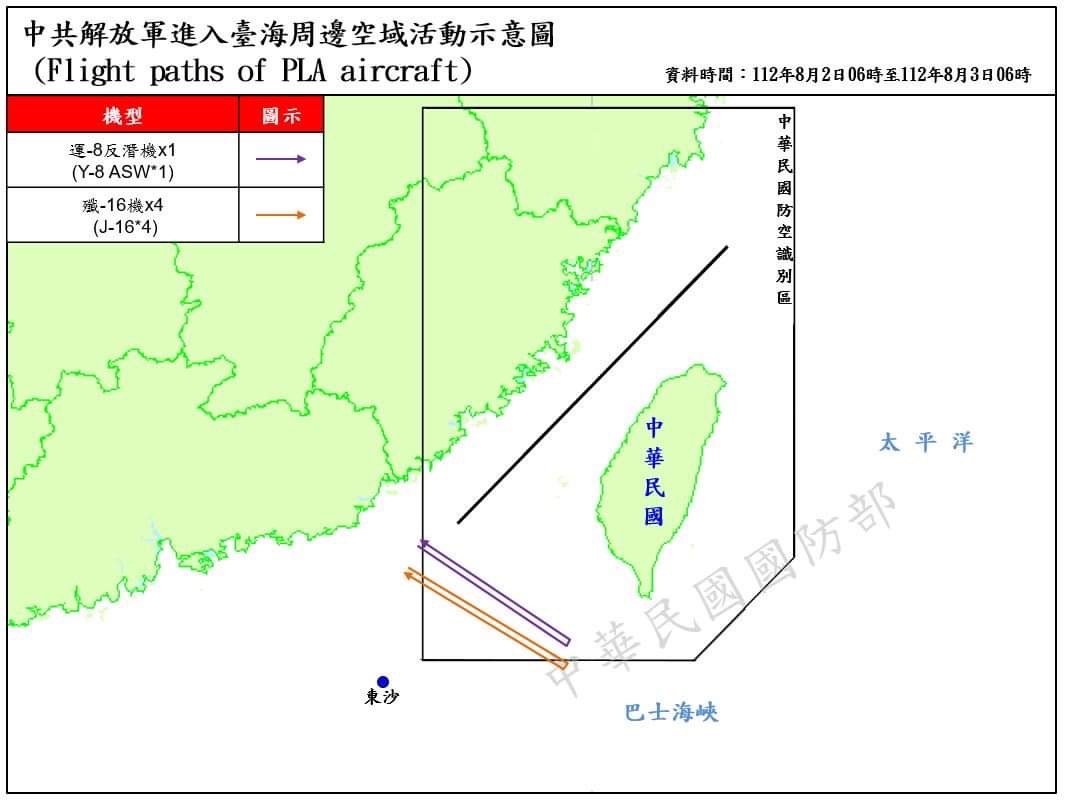 中共解放軍進入臺海周邊空域活動示意圖
(Flight paths of PLA aircraft)
資料時間：112年8月2日06時至112年8月3日06時
機型 圖示
運-8反潛機x1
(Y-8 ASW*1)
殲-16機x4
(J-16*4)
中華民國防空識別區
中華民國
太平洋
中華民國國防部
東沙
巴士海峽